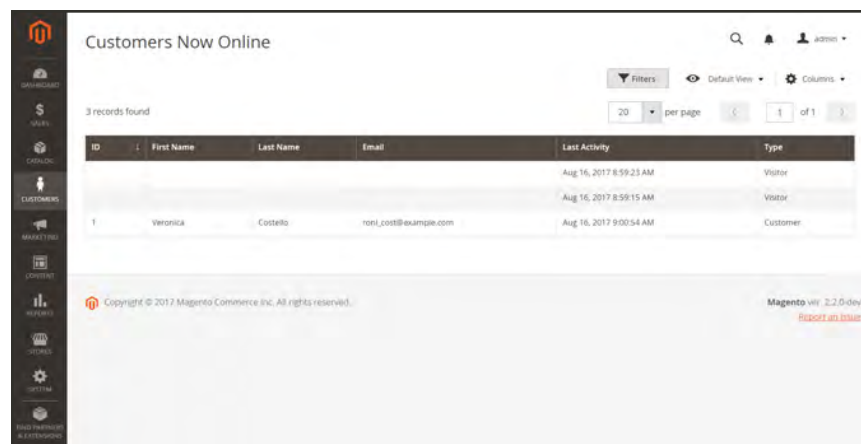 Customers Now Online
admin
DASHBOARD
SALES
CATALOG
CUSTOMERS
MARKETING
CONTENT
REPORTS
STORES
SYSTEM
FIND PARTNERS
& EXTENSIONS
Filters
Default View
Columns
3 records found
20 per page
1 of 1
ID First Name Last Name Email Last Activity Type
Aug 16, 2017 8:59:23 AM Visitor
Aug 16, 2017 8:59:15 AM Visitor
1 Veronica Costello roni_cost@example.com Aug 16, 2017 9:00:54 AM Customer
Copyright © 2017 Magento Commerce Inc. All rights reserved.
Magento ver. 2.2.0-dev
Report an Issue